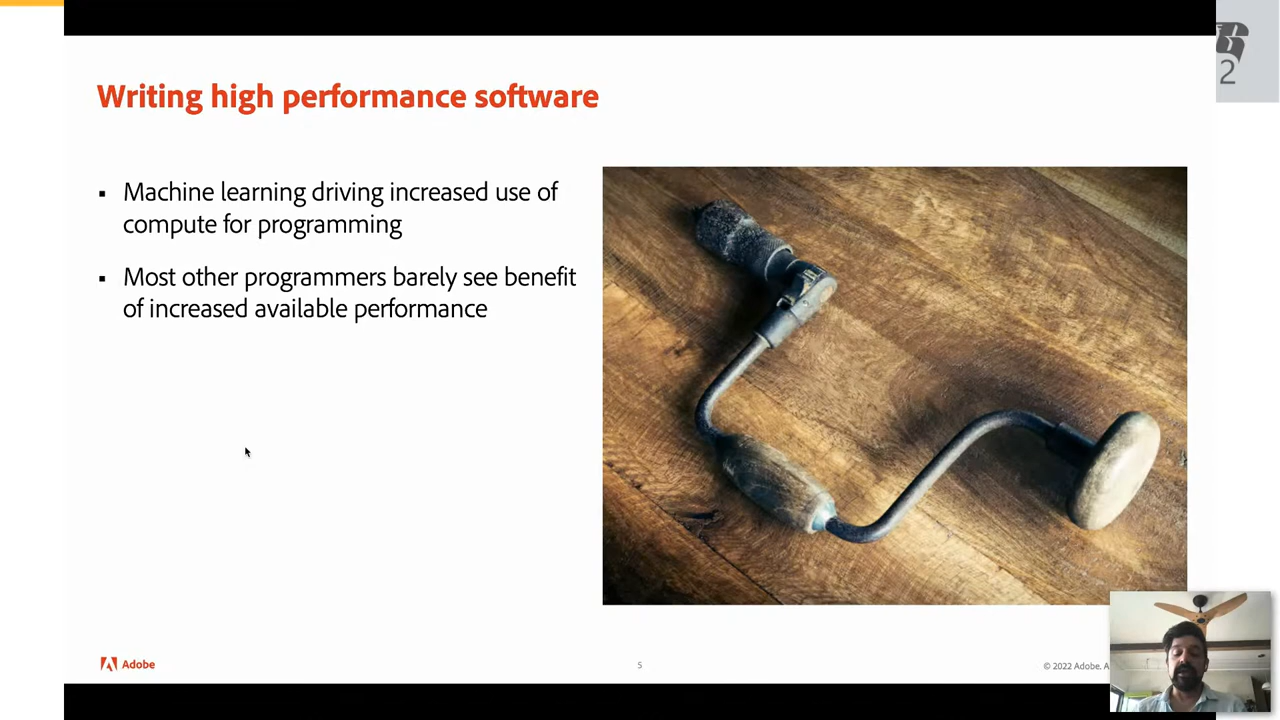 Writing high performance software
▪ Machine learning driving increased use of
compute for programming
▪ Most other programmers barely see benefit
of increased available performance
2
Adobe
5
© 2022 Adobe. A